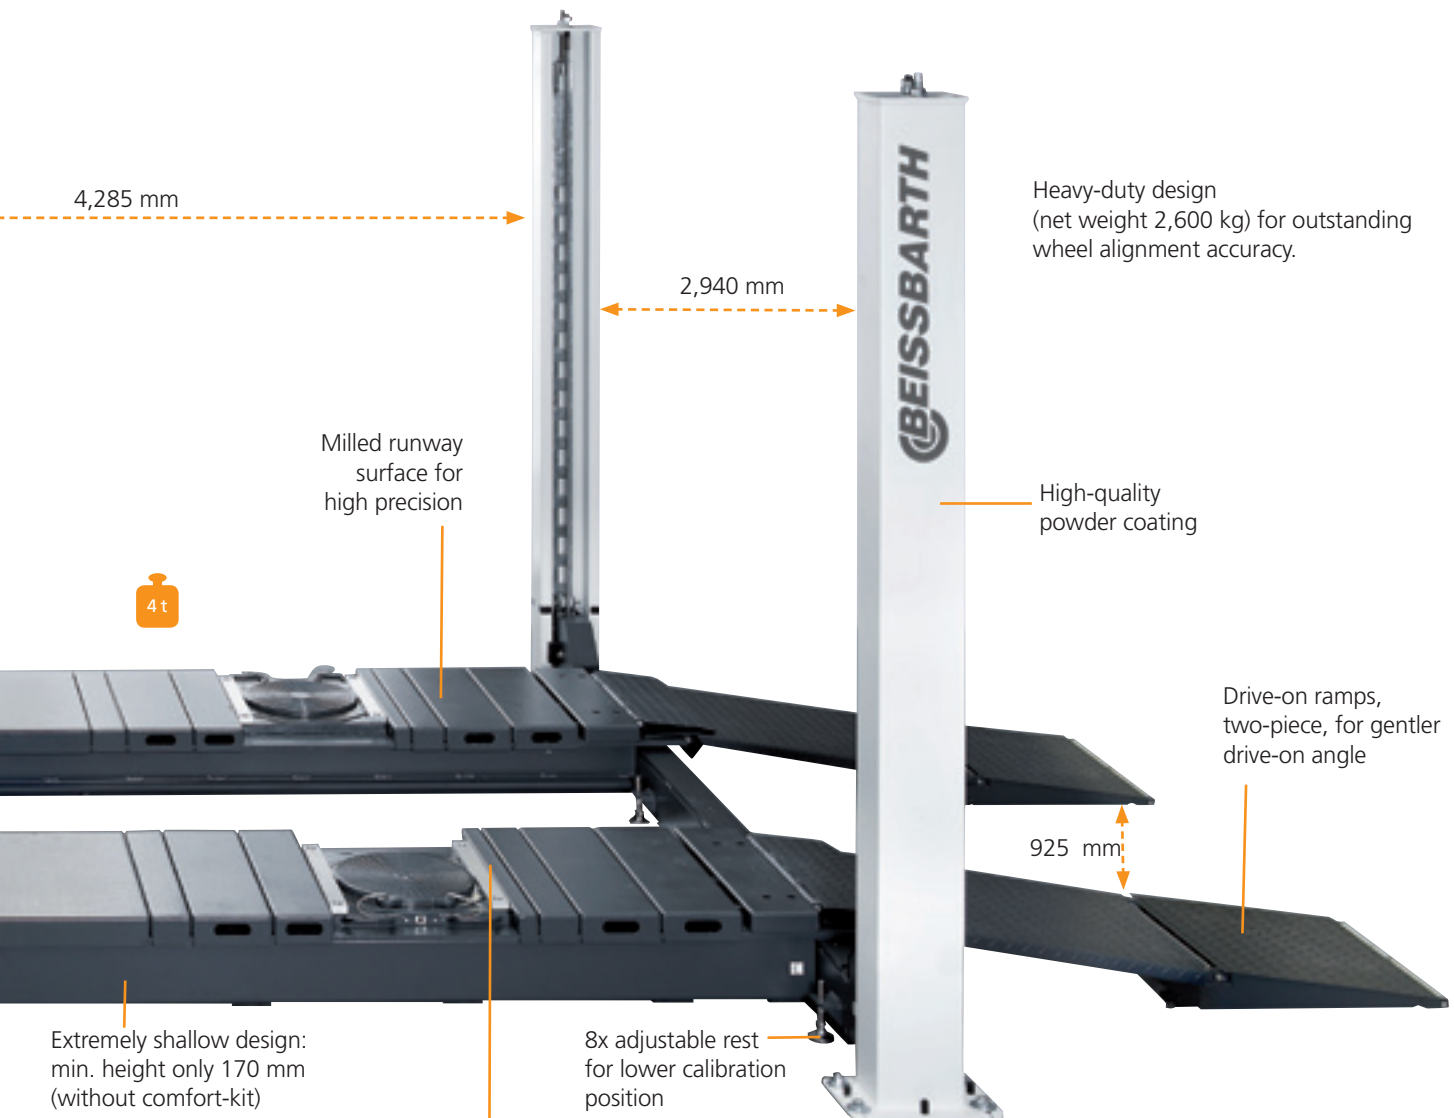 4,285 mm
Heavy-duty design
(net weight 2,600 kg) for outstanding
wheel alignment accuracy.
2,940 mm
BEISSBARTH
Milled runway
surface for
high precision
High-quality
powder coating
4 t
Drive-on ramps,
two-piece, for gentler
drive-on angle
925 mm
Extremely shallow design:
min. height only 170 mm
(without comfort-kit)
8x adjustable rest
for lower calibration
position